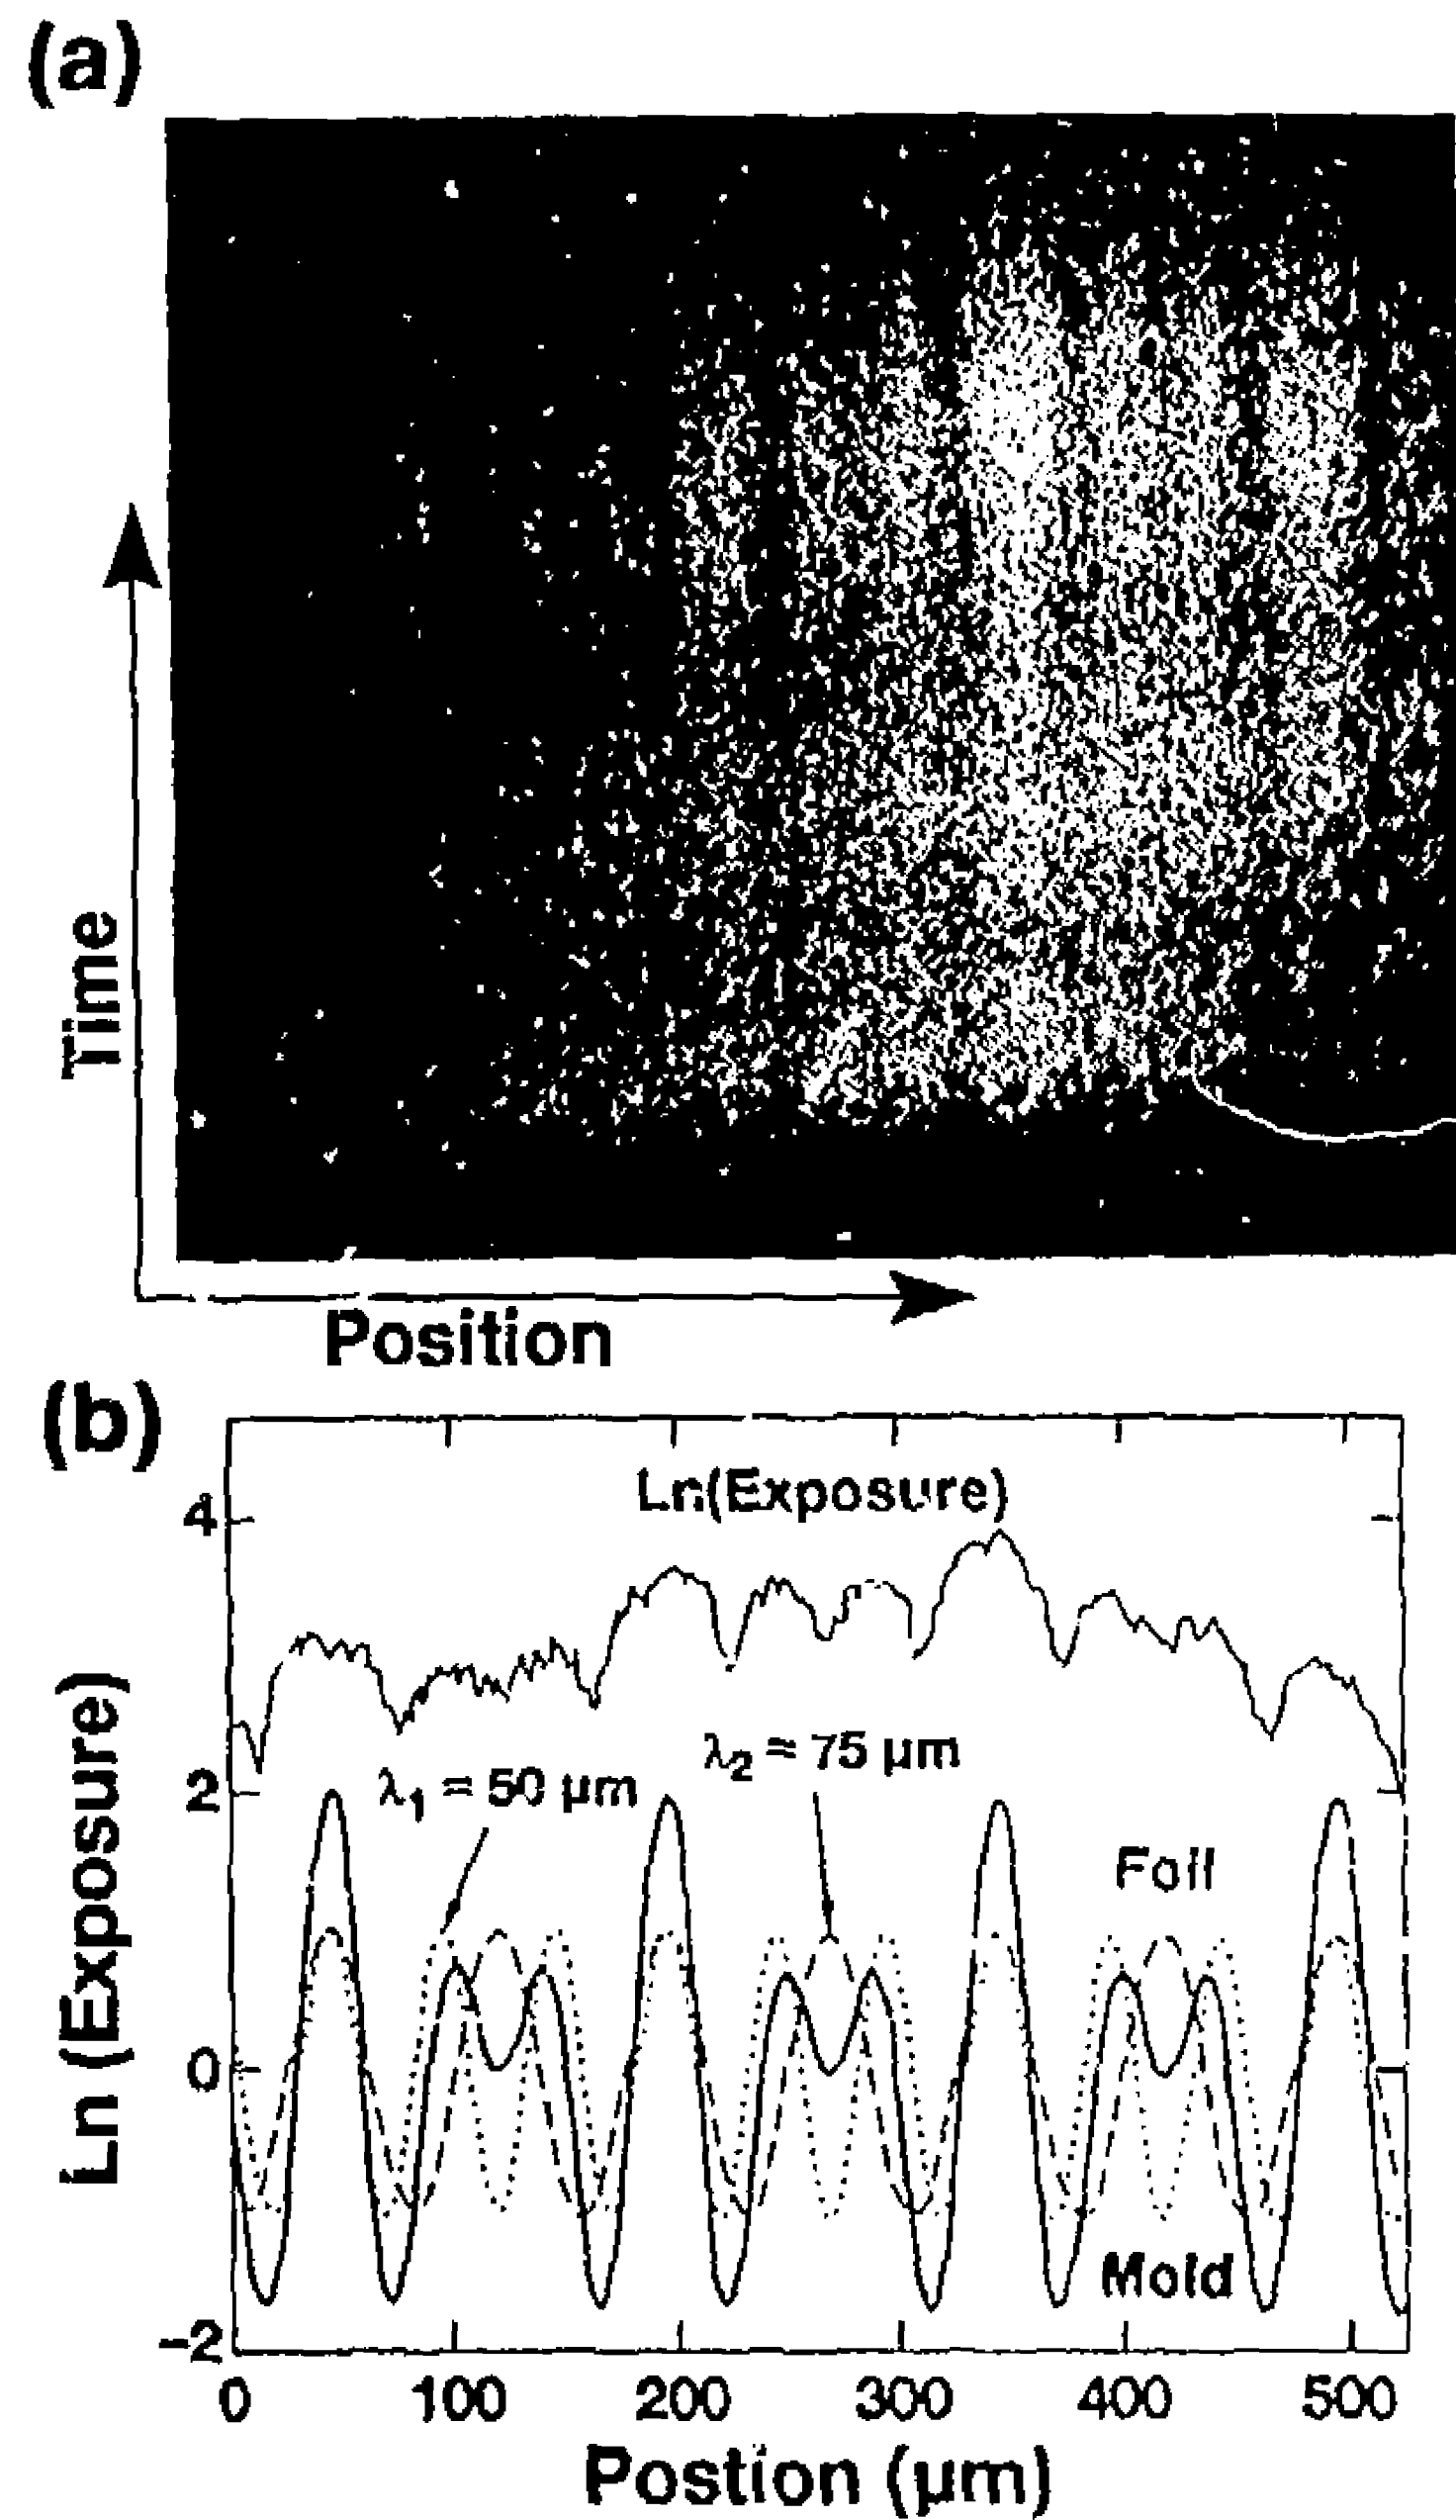 (a)
Time
Position
(b)
Ln(Exposure)
4
λ₂ = 75 µm
λ₁ = 50 µm
2
Foil
Ln (Exposure)
0
Mold
−2
0 100 200 300 400 500
Postion (µm)